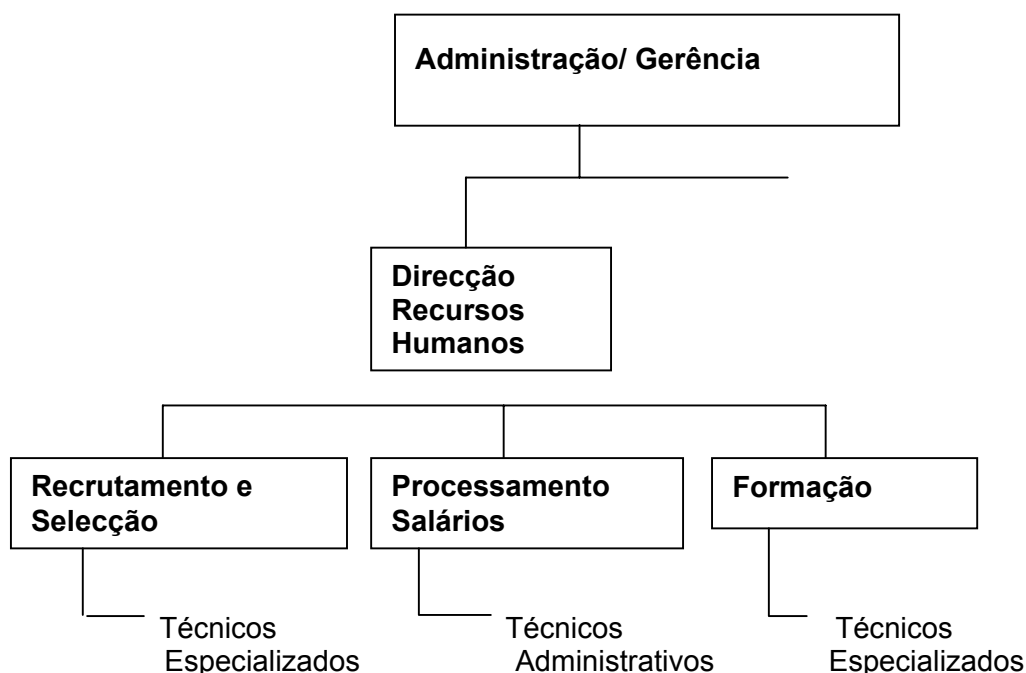 Administração/ Gerência
Direcção
Recursos
Humanos
Recrutamento e
Selecção
Processamento
Salários
Formação
Técnicos
Especializados
Técnicos
Administrativos
Técnicos
Especializados